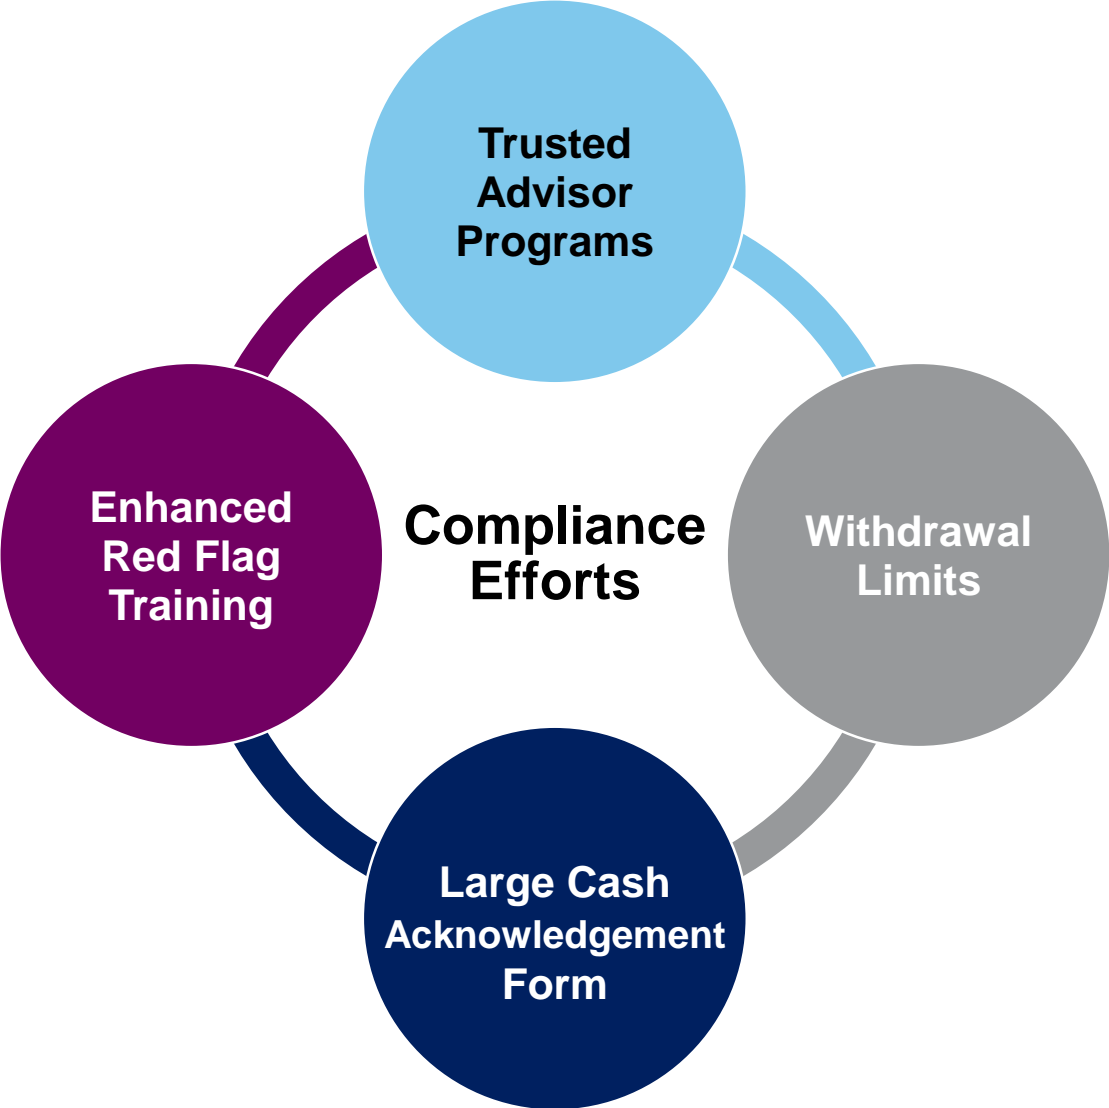 Trusted
Advisor
Programs
Enhanced
Red Flag
Training
Compliance
Efforts
Withdrawal
Limits
Large Cash
Acknowledgement
Form